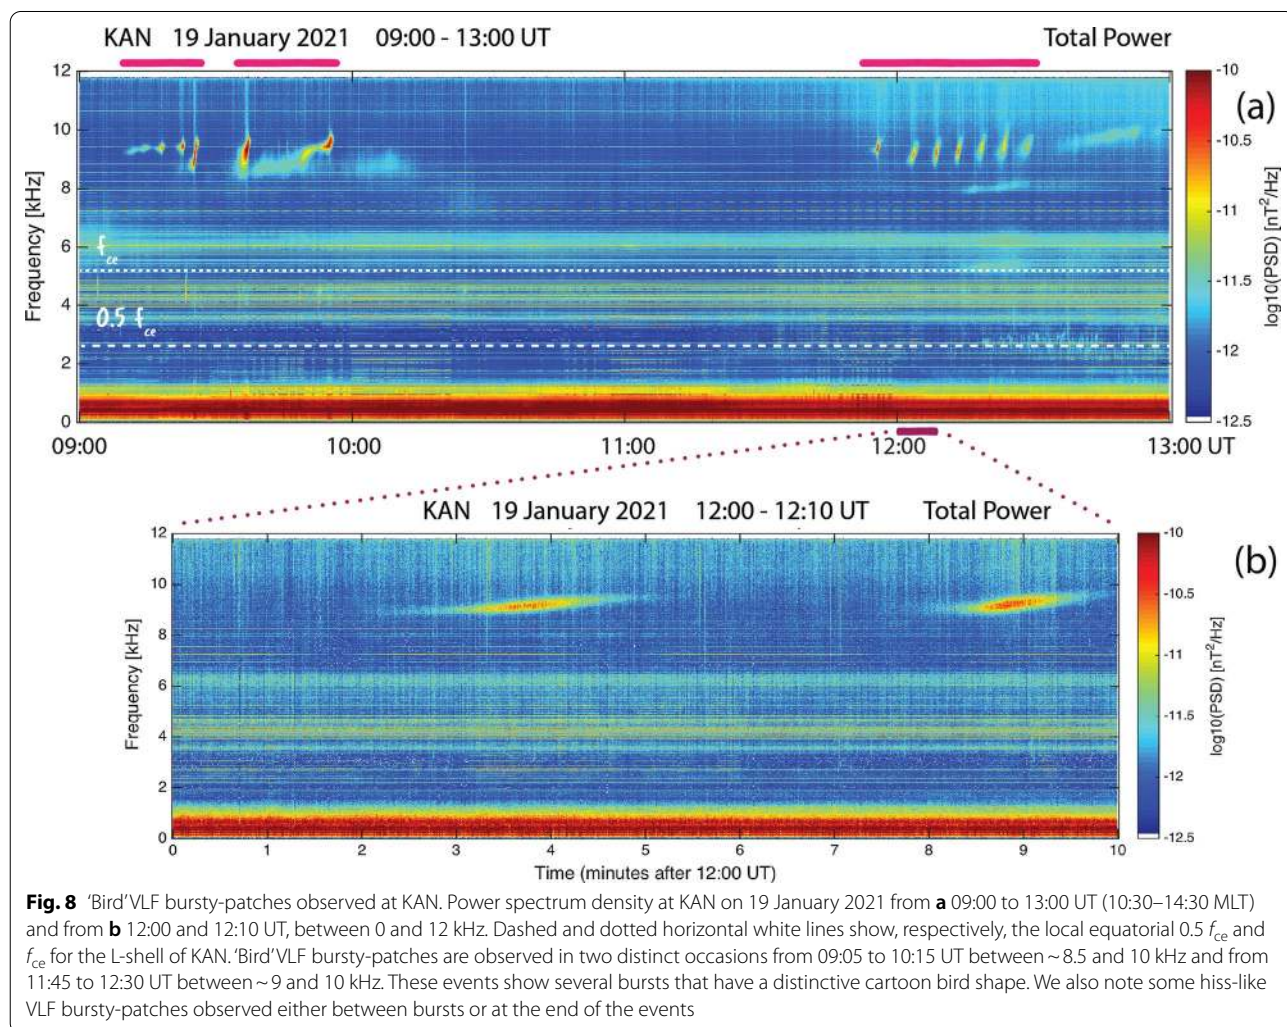 KAN 19 January 2021 09:00 - 13:00 UT Total Power
12
10
8
6
4
2
0
Frequency [kHz]
f_ce
0.5 f_ce
09:00 10:00 11:00 12:00 13:00 UT
-10
-10.5
-11
-11.5
-12
-12.5
log10(PSD) [nT²/Hz]
(a)
KAN 19 January 2021 12:00 - 12:10 UT Total Power
12
10
8
6
4
2
0
Frequency [kHz]
0 1 2 3 4 5 6 7 8 9 10
Time (minutes after 12:00 UT)
-10
-10.5
-11
-11.5
-12
-12.5
log10(PSD) [nT²/Hz]
(b)
Fig. 8 ‘Bird’ VLF bursty-patches observed at KAN. Power spectrum density at KAN on 19 January 2021 from a 09:00 to 13:00 UT (10:30–14:30 MLT)
and from b 12:00 and 12:10 UT, between 0 and 12 kHz. Dashed and dotted horizontal white lines show, respectively, the local equatorial 0.5 f_ce and
f_ce for the L-shell of KAN. ‘Bird’ VLF bursty-patches are observed in two distinct occasions from 09:05 to 10:15 UT between ~ 8.5 and 10 kHz and from
11:45 to 12:30 UT between ~ 9 and 10 kHz. These events show several bursts that have a distinctive cartoon bird shape. We also note some hiss-like
VLF bursty-patches observed either between bursts or at the end of the events